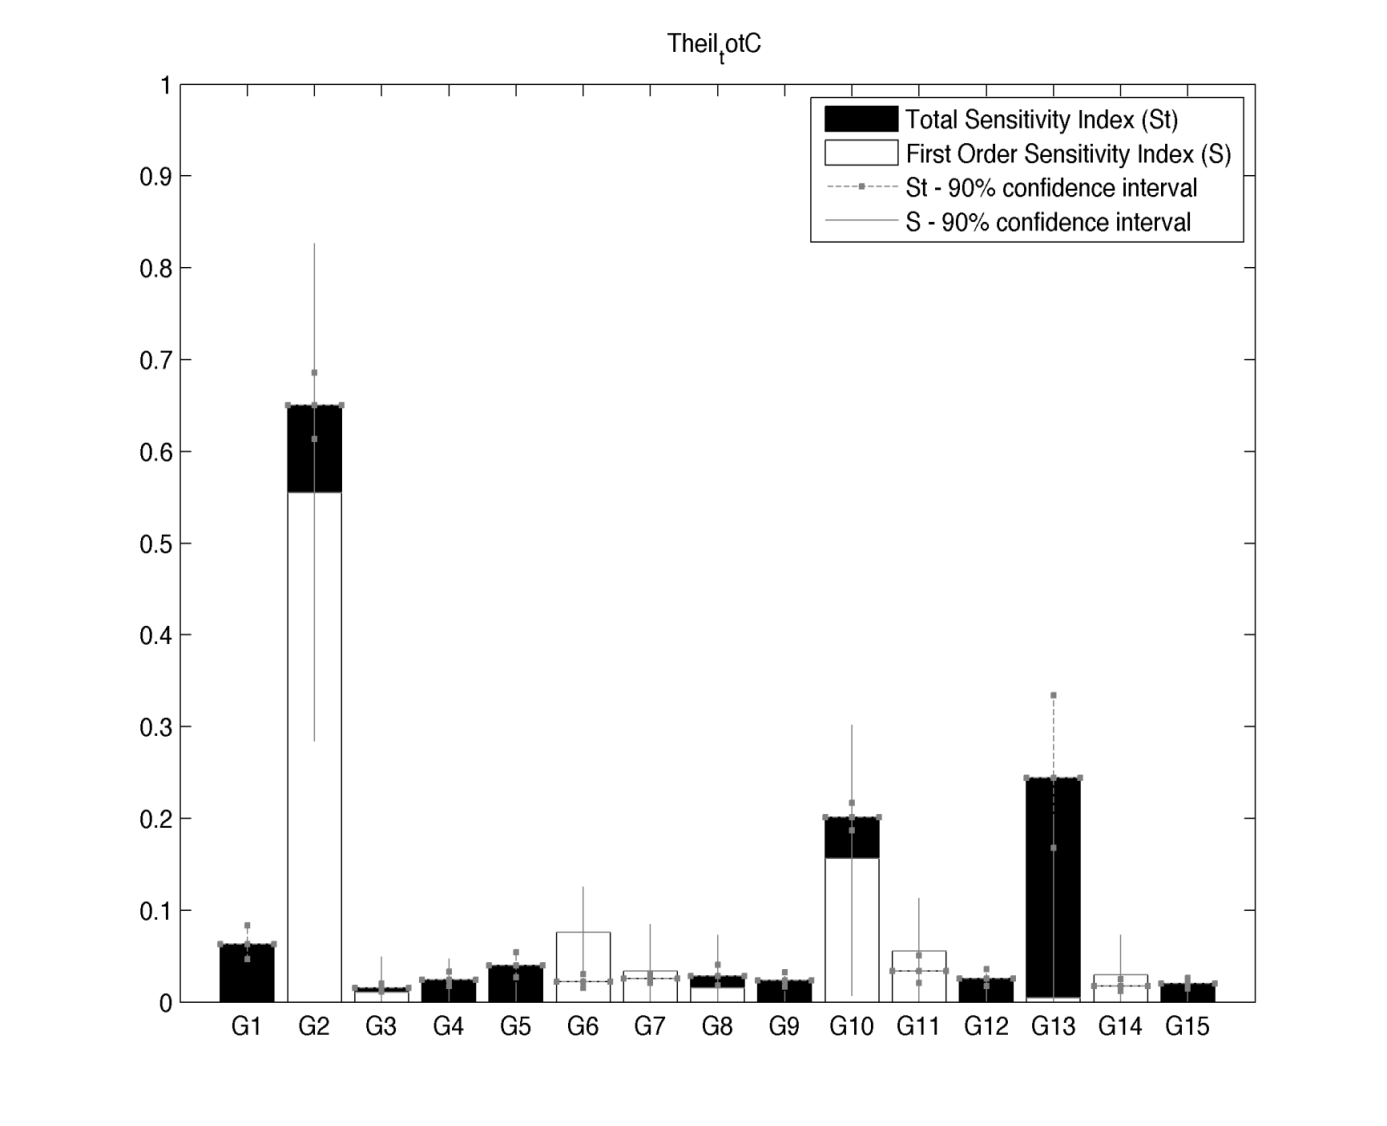 Theil_totC
Total Sensitivity Index (St)
First Order Sensitivity Index (S)
St - 90% confidence interval
S - 90% confidence interval
1
0.9
0.8
0.7
0.6
0.5
0.4
0.3
0.2
0.1
0
G1 G2 G3 G4 G5 G6 G7 G8 G9 G10 G11 G12 G13 G14 G15